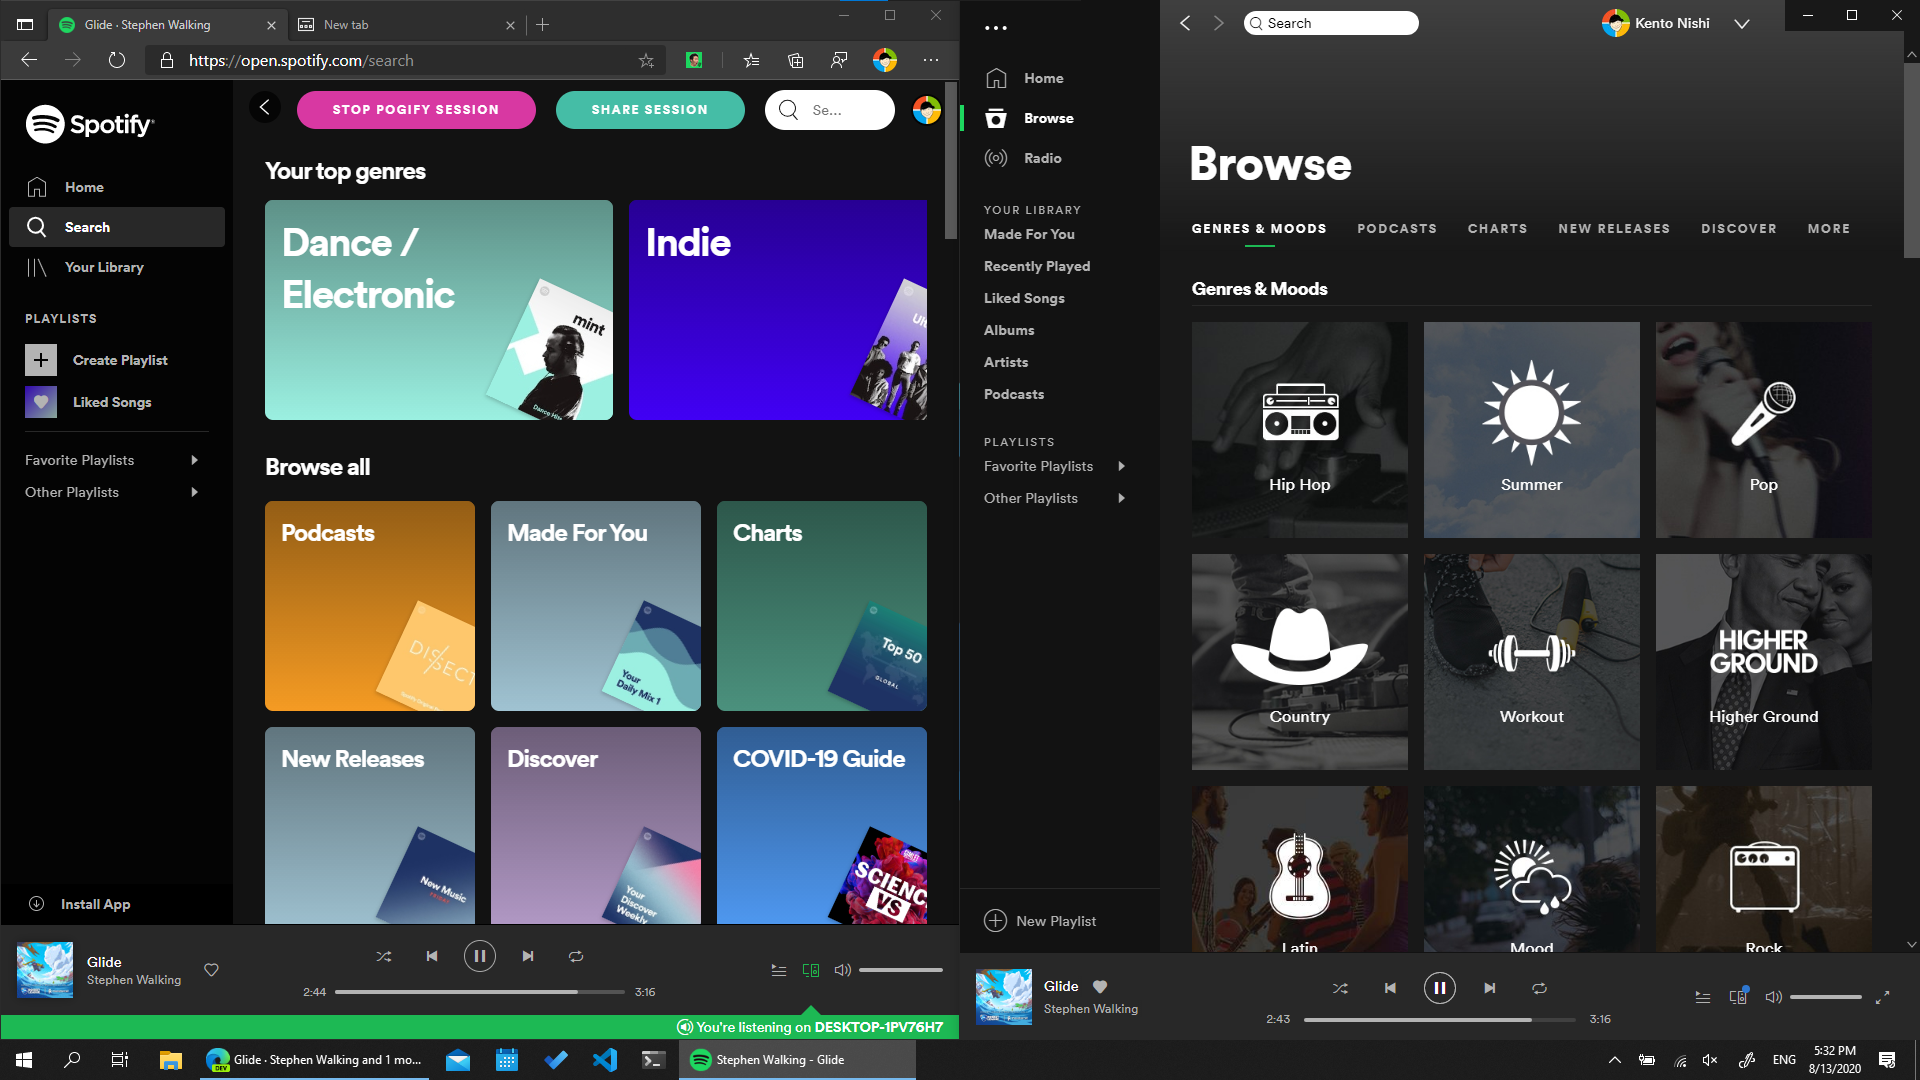 Glide · Stephen Walking
New tab
https://open.spotify.com/search
Spotify
Home
Search
Your Library
PLAYLISTS
Create Playlist
Liked Songs
Favorite Playlists
Other Playlists
Install App
STOP POGIFY SESSION
SHARE SESSION
Se...
Your top genres
Dance /
Electronic
mint
Indie
Browse all
Podcasts
DISSECT
Made For You
Your
Daily Mix 1
Charts
Top 50
GLOBAL
New Releases
New Music
FRIDAY
Discover
Your
Discover
Weekly
COVID-19 Guide
SCIENC
VS
Glide
Stephen Walking
2:44
3:16
You're listening on DESKTOP-1PV76H7
Home
Browse
Radio
YOUR LIBRARY
Made For You
Recently Played
Liked Songs
Albums
Artists
Podcasts
PLAYLISTS
Favorite Playlists
Other Playlists
New Playlist
Search
Kento Nishi
Browse
GENRES & MOODS
PODCASTS
CHARTS
NEW RELEASES
DISCOVER
MORE
Genres & Moods
Hip Hop
Summer
Pop
Country
Workout
HIGHER
GROUND
Higher Ground
Latin
Mood
Rock
Glide
Stephen Walking
2:43
3:16
DEV
Glide · Stephen Walking and 1 mo...
Stephen Walking - Glide
ENG
5:32 PM
8/13/2020